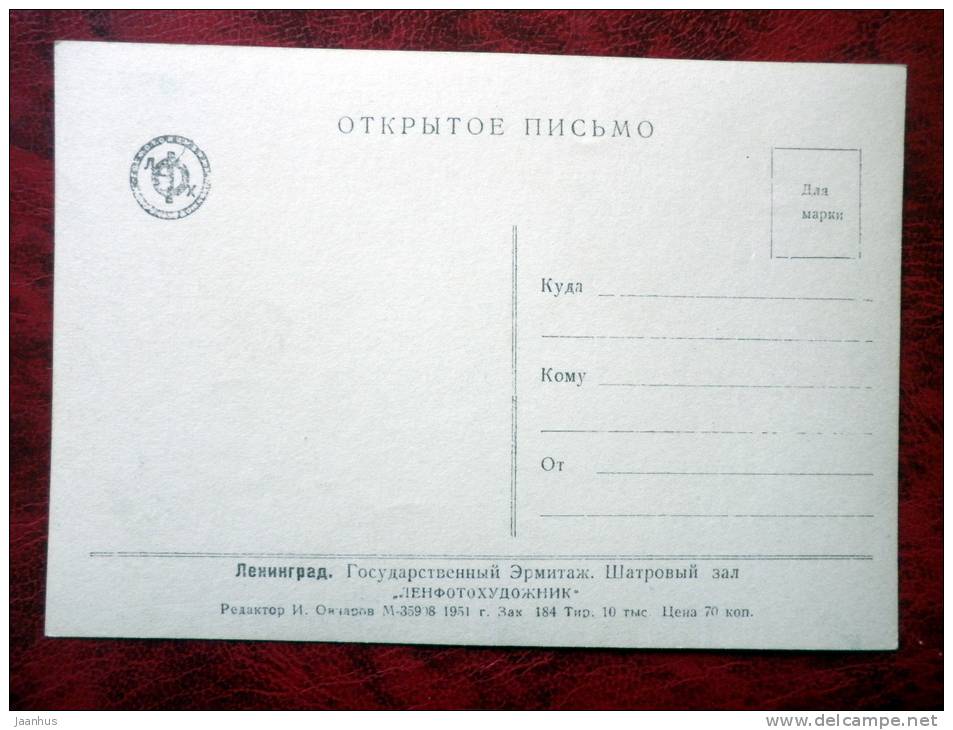 ОТКРЫТОЕ ПИСЬМО
Для
марки
Куда
Кому
От
Ленинград. Государственный Эрмитаж. Шатровый зал
„ЛЕНФОТОХУДОЖНИК"
Редактор И. М-35908 1951 г. Зак 184 Тир. 10 тыс. Цена 70 коп.
jaanhus
www.delcampe.net